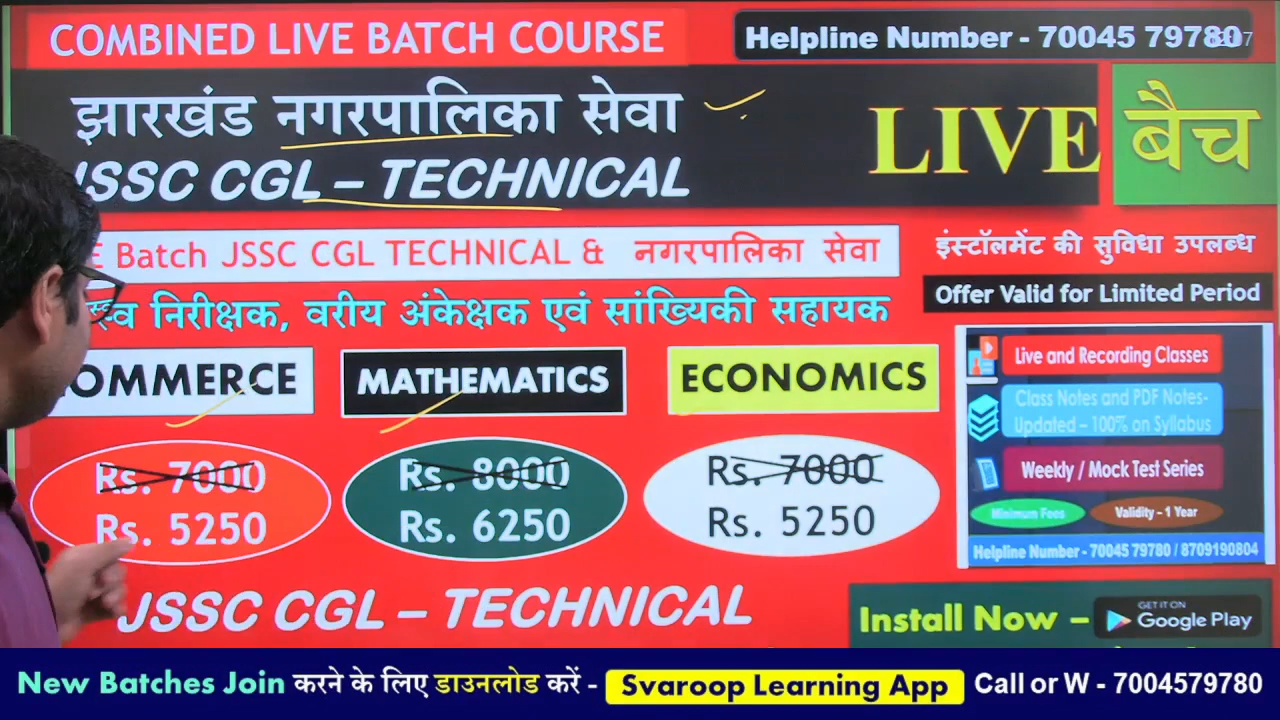 COMBINED LIVE BATCH COURSE
Helpline Number - 70045 79780
झारखंड नगरपालिका सेवा
JSSC CGL – TECHNICAL
LIVE बैच
Batch JSSC CGL TECHNICAL & नगरपालिका सेवा
इंस्टॉलमेंट की सुविधा उपलब्ध
Offer Valid for Limited Period
निरीक्षक, वरीय अंकेक्षक एवं सांख्यिकी सहायक
COMMERCE
MATHEMATICS
ECONOMICS
Rs. 7000
Rs. 5250
Rs. 8000
Rs. 6250
Rs. 7000
Rs. 5250
Live and Recording Classes
Class Notes and PDF Notes-
Updated – 100% on Syllabus
Weekly / Mock Test Series
Minimum Fees
Validity - 1 Year
Helpline Number - 70045 79780 / 8709190804
JSSC CGL – TECHNICAL
Install Now –
GET IT ON
Google Play
New Batches Join करने के लिए डाउनलोड करें - Svaroop Learning App Call or W - 7004579780